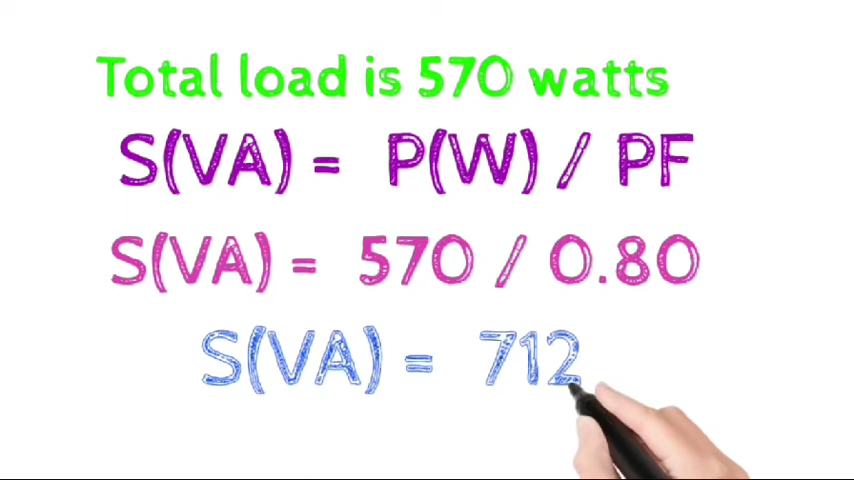 Total load is 570 watts
S(VA) = P(W) / PF
S(VA) = 570 / 0.80
S(VA) = 712